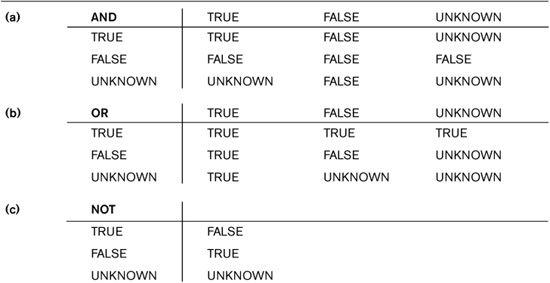 (a) AND TRUE FALSE UNKNOWN
TRUE TRUE FALSE UNKNOWN
FALSE FALSE FALSE FALSE
UNKNOWN UNKNOWN FALSE UNKNOWN
(b) OR TRUE FALSE UNKNOWN
TRUE TRUE TRUE TRUE
FALSE TRUE FALSE UNKNOWN
UNKNOWN TRUE UNKNOWN UNKNOWN
(c) NOT
TRUE FALSE
FALSE TRUE
UNKNOWN UNKNOWN